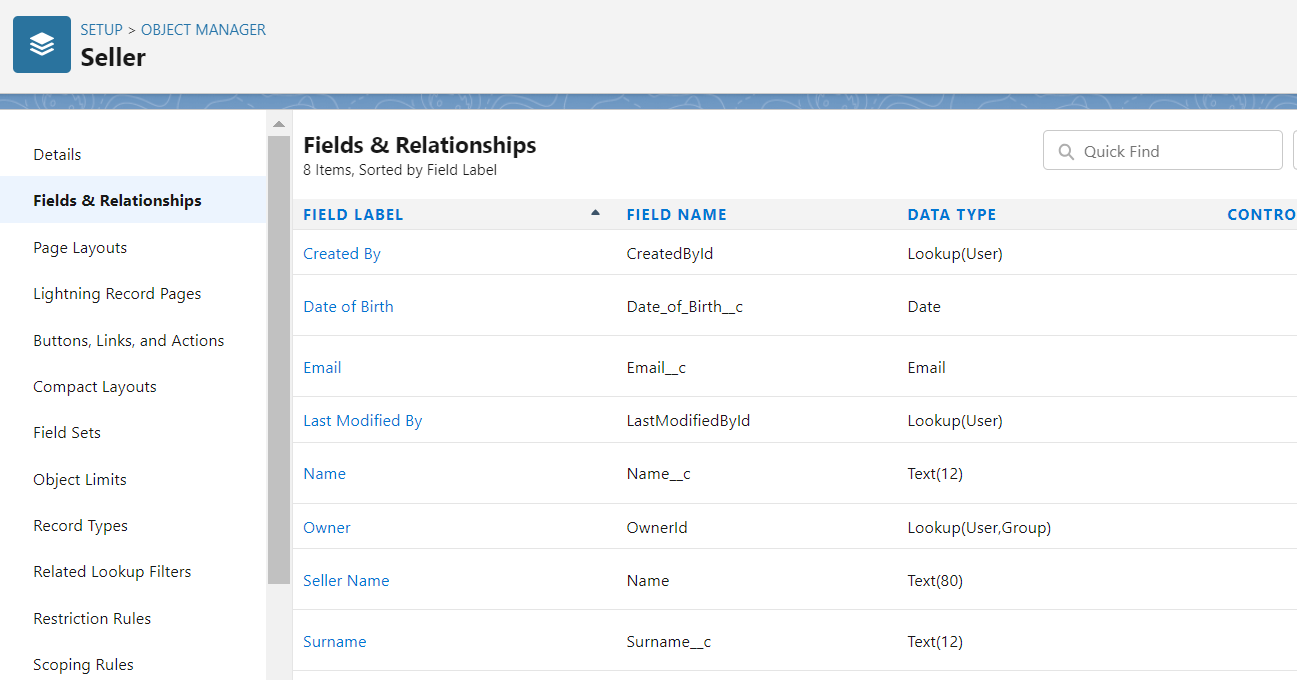 SETUP > OBJECT MANAGER
Seller
Details
Fields & Relationships
Page Layouts
Lightning Record Pages
Buttons, Links, and Actions
Compact Layouts
Field Sets
Object Limits
Record Types
Related Lookup Filters
Restriction Rules
Scoping Rules
Fields & Relationships
8 Items, Sorted by Field Label
Quick Find
FIELD LABEL FIELD NAME DATA TYPE CONTRO
Created By CreatedById Lookup(User)
Date of Birth Date_of_Birth__c Date
Email Email__c Email
Last Modified By LastModifiedById Lookup(User)
Name Name__c Text(12)
Owner OwnerId Lookup(User,Group)
Seller Name Name Text(80)
Surname Surname__c Text(12)